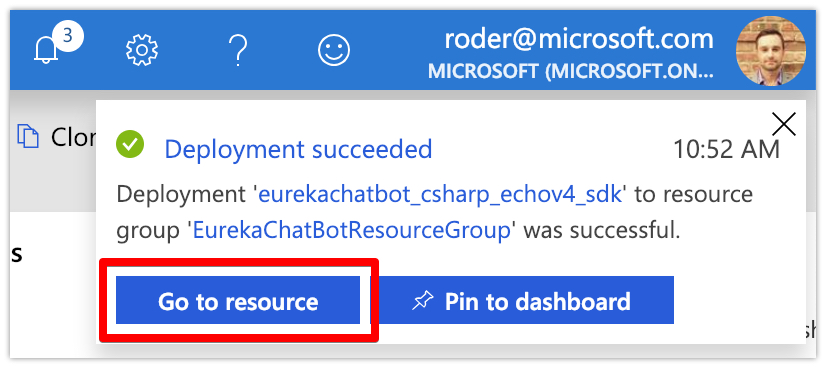 3
?
roder@microsoft.com
MICROSOFT (MICROSOFT.ON...
Clor
Deployment succeeded
10:52 AM
Deployment 'eurekachatbot_csharp_echov4_sdk' to resource
group 'EurekaChatBotResourceGroup' was successful.
s
Go to resource
Pin to dashboard